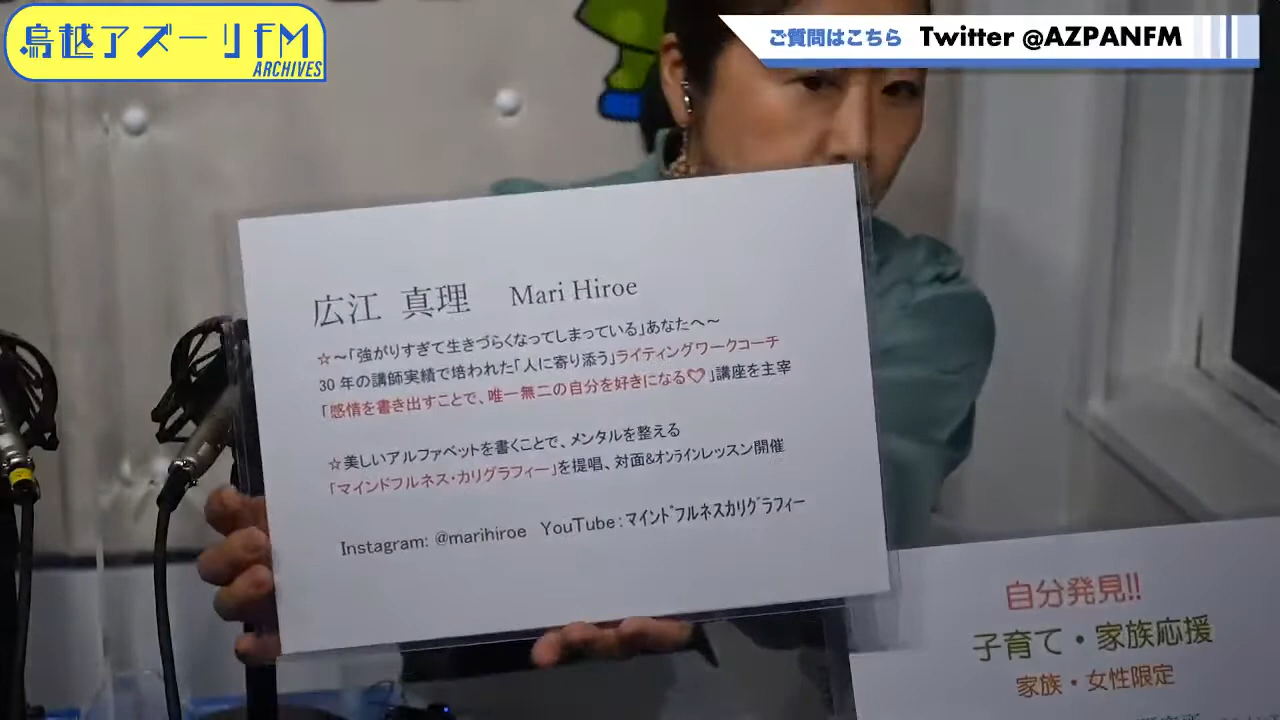 鳥越アズーリFM
ARCHIVES
ご質問はこちら Twitter @AZPANFM
広江 真理 Mari Hiroe
☆～「強がりすぎて生きづらくなってしまっている」あなたへ～
30年の講師実績で培われた「人に寄り添う」ライティングワークコーチ
「感情を書き出すことで、唯一無二の自分を好きになる♡」講座を主宰
☆美しいアルファベットを書くことで、メンタルを整える
「マインドフルネス・カリグラフィー」を提唱、対面&オンラインレッスン開催
Instagram: @marihiroe YouTube:マインドフルネスカリグラフィー
自分発見!!
子育て・家族応援
家族・女性限定